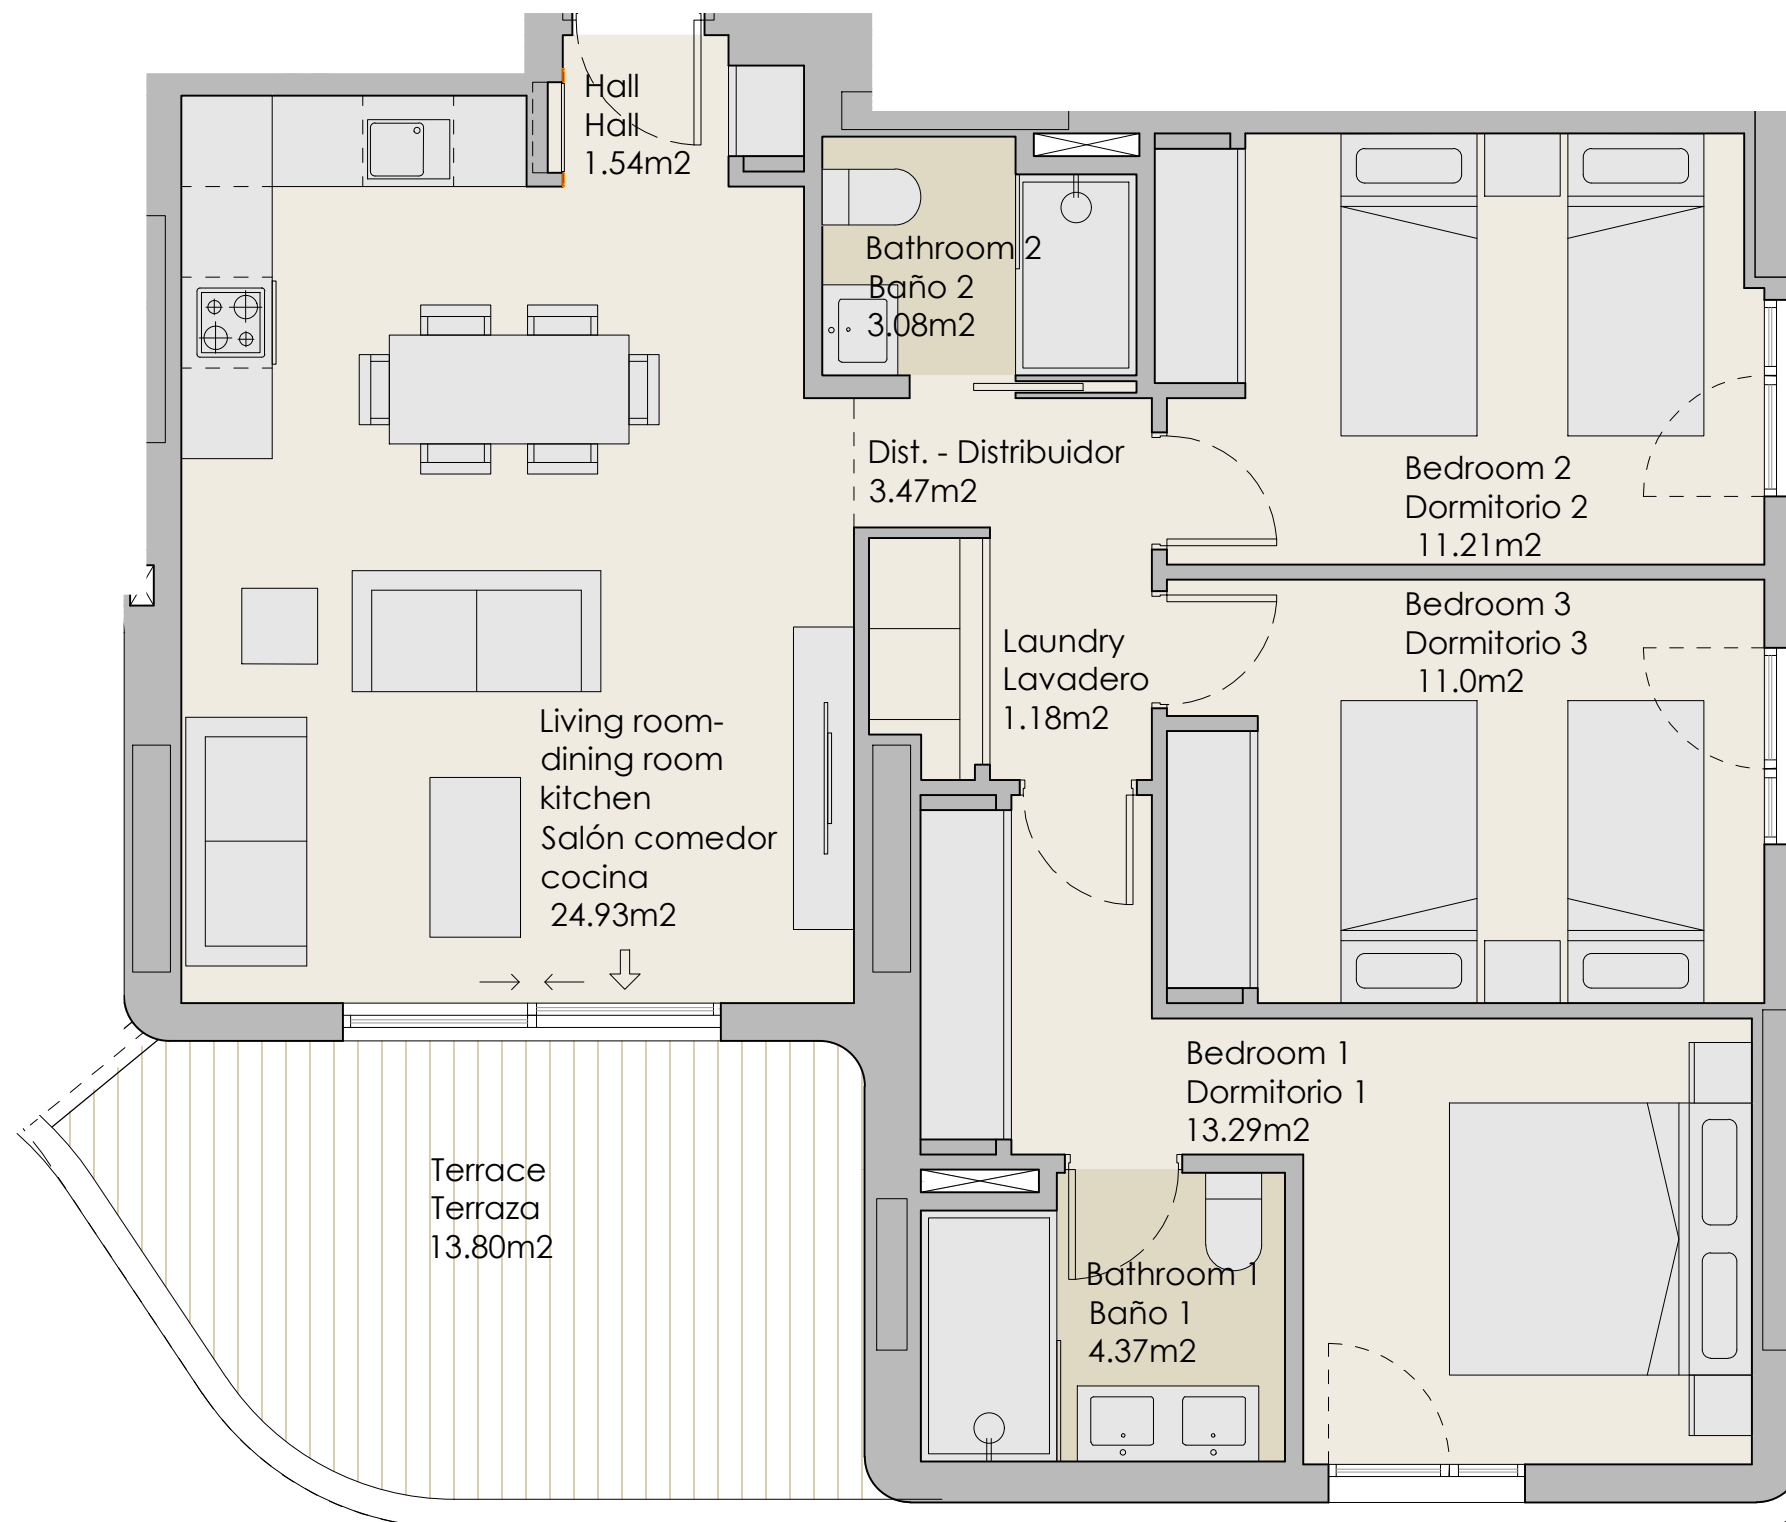 Hall
Hall
1.54m2
Bathroom 2
Baño 2
3.08m2
Dist. - Distribuidor
3.47m2
Bedroom 2
Dormitorio 2
11.21m2
Bedroom 3
Dormitorio 3
11.0m2
Laundry
Lavadero
1.18m2
Living room-
dining room
kitchen
Salón comedor
cocina
24.93m2
Bedroom 1
Dormitorio 1
13.29m2
Terrace
Terraza
13.80m2
Bathroom 1
Baño 1
4.37m2